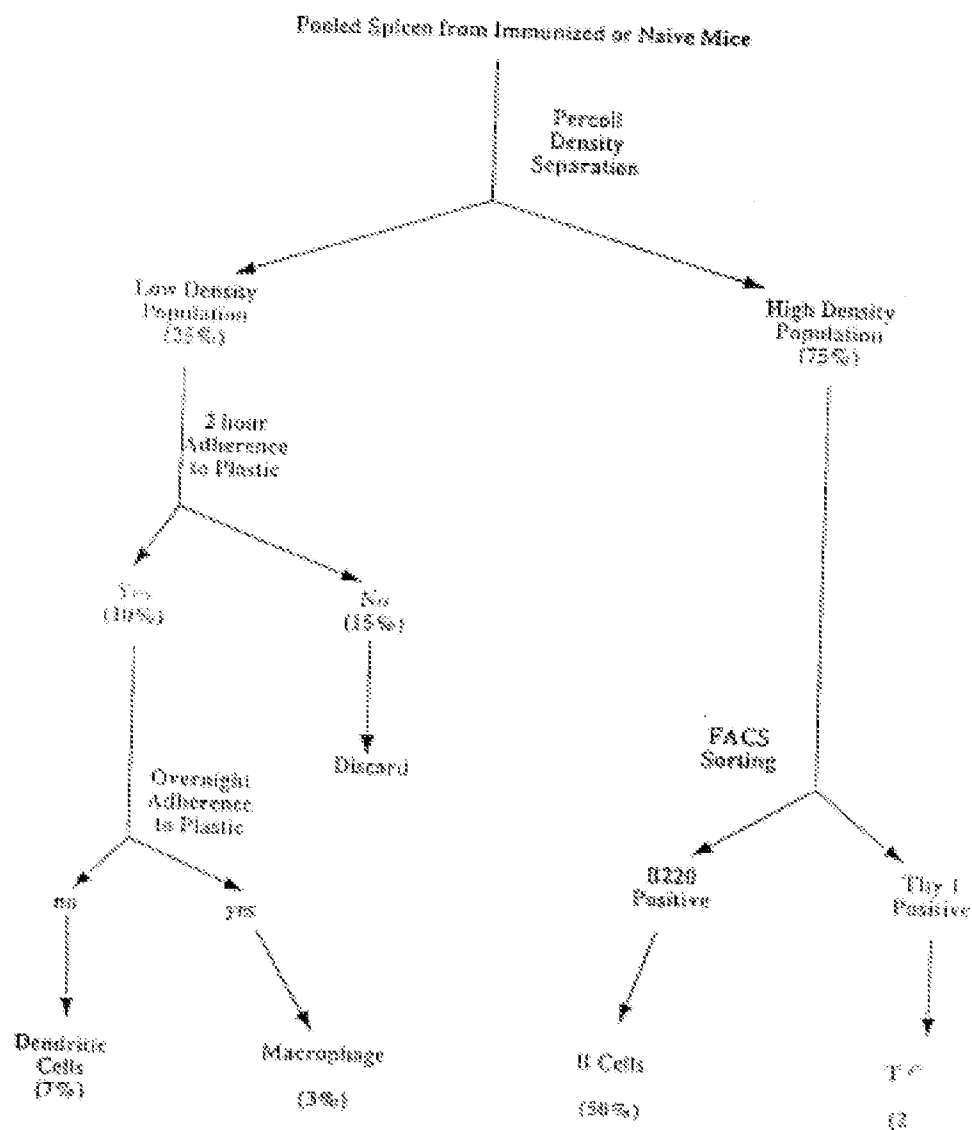 Pooled Spleen from Immunized or Naive Mice
Percoll
Density
Separation
Low Density
Population
(25%)
High Density
Population
(75%)
2 hour
Adherence
to Plastic
Yes
(10%)
No
(15%)
Discard
FACS
Sorting
Overnight
Adherence
to Plastic
no
yes
B220
Positive
Thy 1
Positive
Dendritic
Cells
(7%)
Macrophage
(3%)
B Cells
(50%)
T C
(2